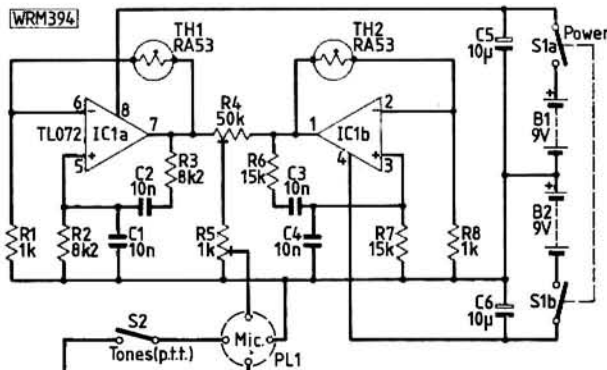 WRM394
TH1
RA53
TH2
RA53
C5
10µ
S1a
Power
6
−
8
TL072
IC1a
7
5
+
R4
50k
1
IC1b
−
2
4
+
3
B1
9V
+
C2
10n
R3
8k2
R6
15k
C3
10n
B2
9V
+
R1
1k
R2
8k2
C1
10n
R5
1k
C4
10n
R7
15k
R8
1k
C6
10µ
S1b
S2
Tones(p.t.t.)
Mic.
PL1